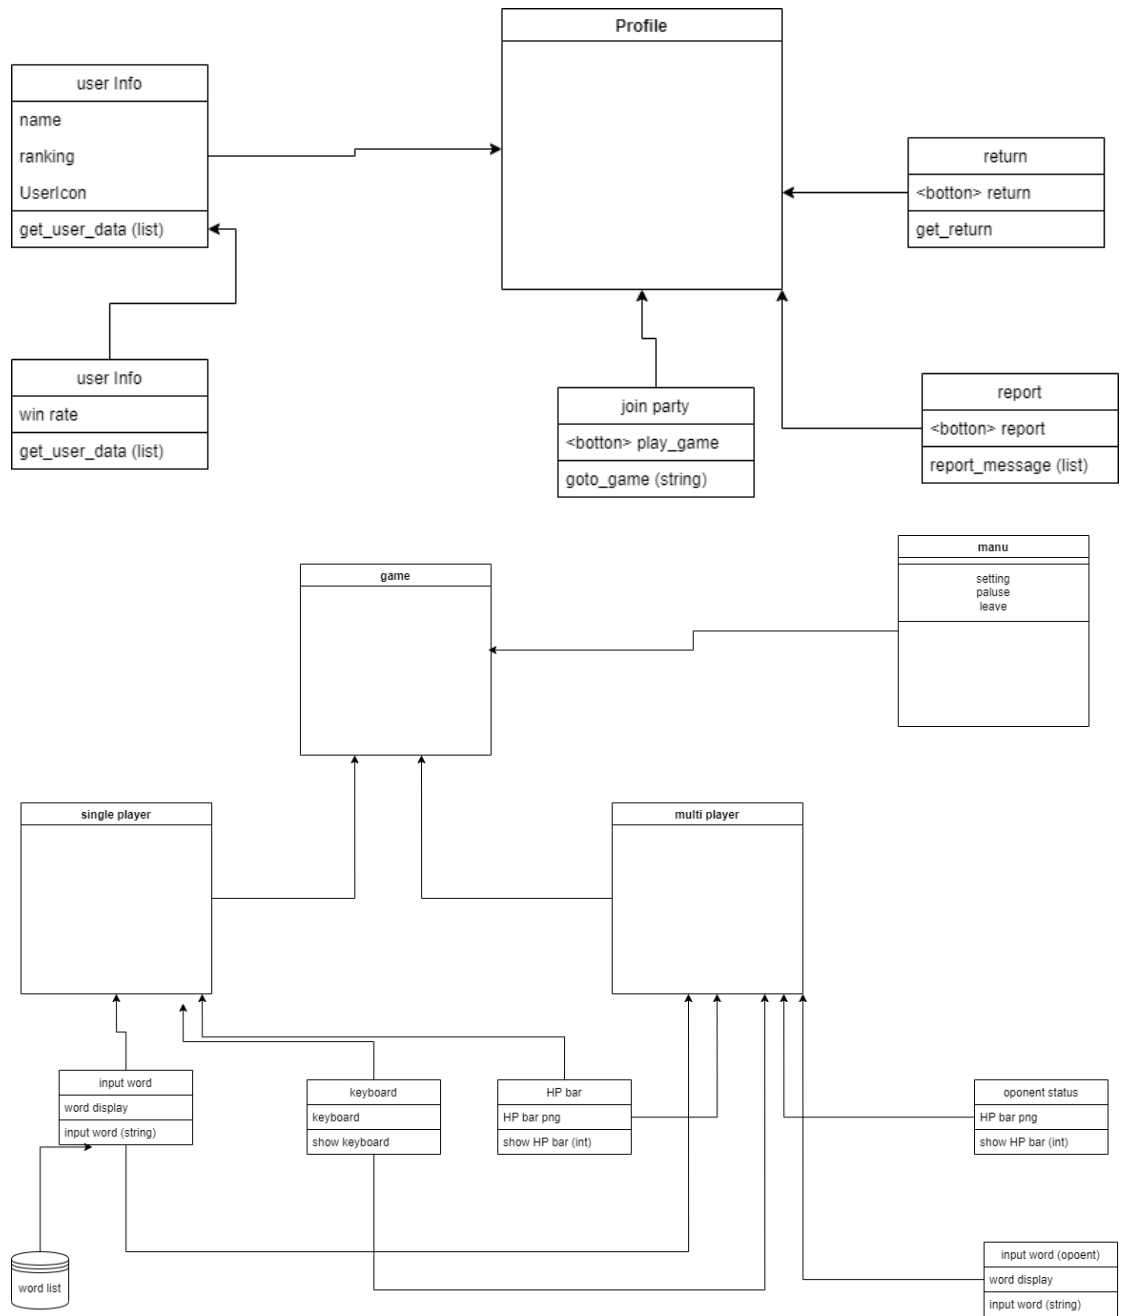 Profile
user Info
name
ranking
UserIcon
get_user_data (list)
return
<botton> return
get_return
user Info
win rate
get_user_data (list)
join party
<botton> play_game
goto_game (string)
report
<botton> report
report_message (list)
game
manu
setting
paluse
leave
single player
multi player
input word
word display
input word (string)
keyboard
keyboard
show keyboard
HP bar
HP bar png
show HP bar (int)
oponent status
HP bar png
show HP bar (int)
word list
input word (opoent)
word display
input word (string)